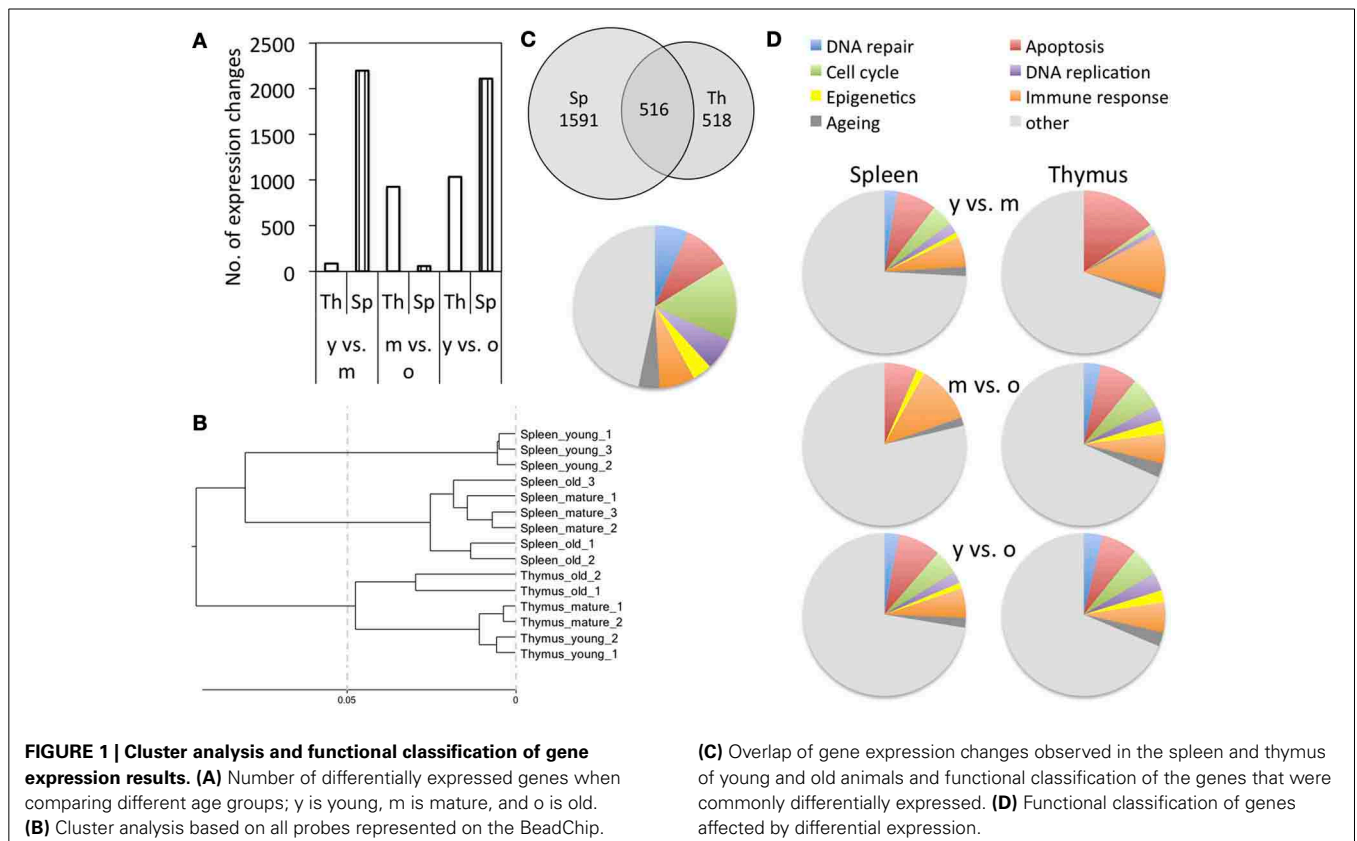 A
2500
2000
1500
1000
500
0
No. of expression changes
Th Sp Th Sp Th Sp
y vs. m
m vs. o
y vs. o
B
Spleen_young_1
Spleen_young_3
Spleen_young_2
Spleen_old_3
Spleen_mature_1
Spleen_mature_3
Spleen_mature_2
Spleen_old_1
Spleen_old_2
Thymus_old_2
Thymus_old_1
Thymus_mature_1
Thymus_mature_2
Thymus_young_2
Thymus_young_1
0.05 0
C
Sp
1591
516
Th
518
D
DNA repair
Apoptosis
Cell cycle
DNA replication
Epigenetics
Immune response
Ageing
other
Spleen Thymus
y vs. m
m vs. o
y vs. o
FIGURE 1 | Cluster analysis and functional classification of gene
expression results. (A) Number of differentially expressed genes when
comparing different age groups; y is young, m is mature, and o is old.
(B) Cluster analysis based on all probes represented on the BeadChip.
(C) Overlap of gene expression changes observed in the spleen and thymus
of young and old animals and functional classification of the genes that were
commonly differentially expressed. (D) Functional classification of genes
affected by differential expression.